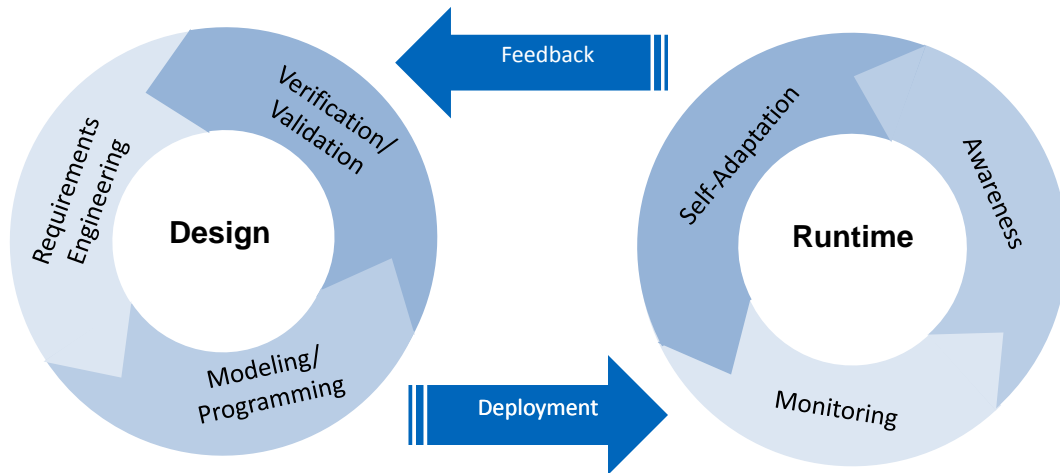 Requirements
Engineering
Verification/
Validation
Design
Modeling/
Programming
Feedback
Deployment
Self-Adaptation
Awareness
Runtime
Monitoring